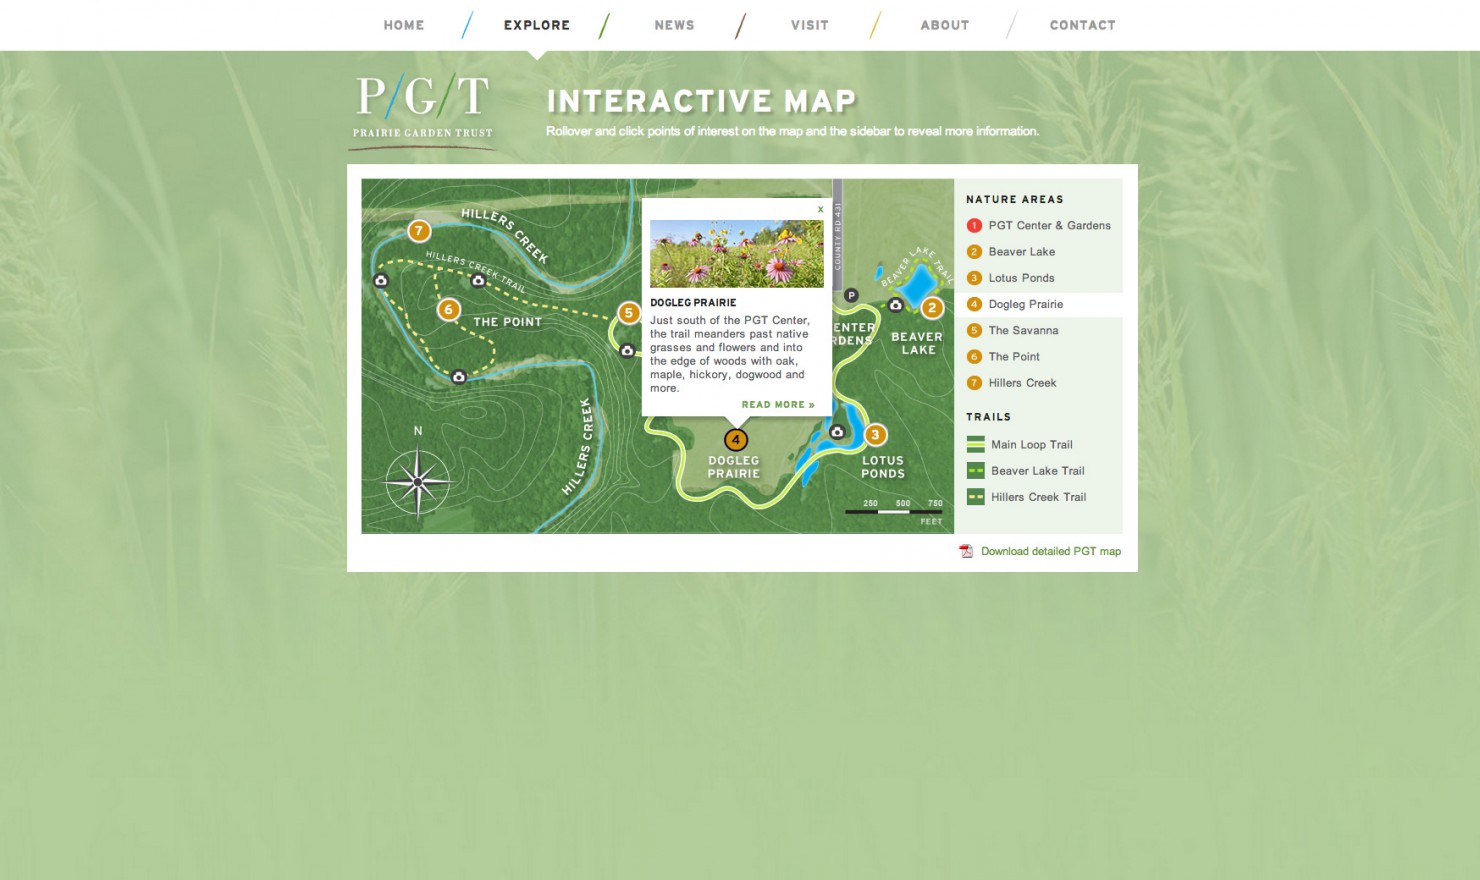 HOME
EXPLORE
NEWS
VISIT
ABOUT
CONTACT
P/G/T
PRAIRIE GARDEN TRUST
INTERACTIVE MAP
Rollover and click points of interest on the map and the sidebar to reveal more information.
7
HILLERS CREEK
HILLERS CREEK TRAIL
6
THE POINT
5
HILLERS CREEK
N
x
DOGLEG PRAIRIE
Just south of the PGT Center,
the trail meanders past native
grasses and flowers and into
the edge of woods with oak,
maple, hickory, dogwood and
more.
READ MORE »
4
DOGLEG
PRAIRIE
COUNTY RD 431
P
ENTER
RDENS
BEAVER LAKE TRAIL
2
BEAVER
LAKE
3
LOTUS
PONDS
250 500 750
FEET
NATURE AREAS
1 PGT Center & Gardens
2 Beaver Lake
3 Lotus Ponds
4 Dogleg Prairie
5 The Savanna
6 The Point
7 Hillers Creek
TRAILS
Main Loop Trail
Beaver Lake Trail
Hillers Creek Trail
Download detailed PGT map